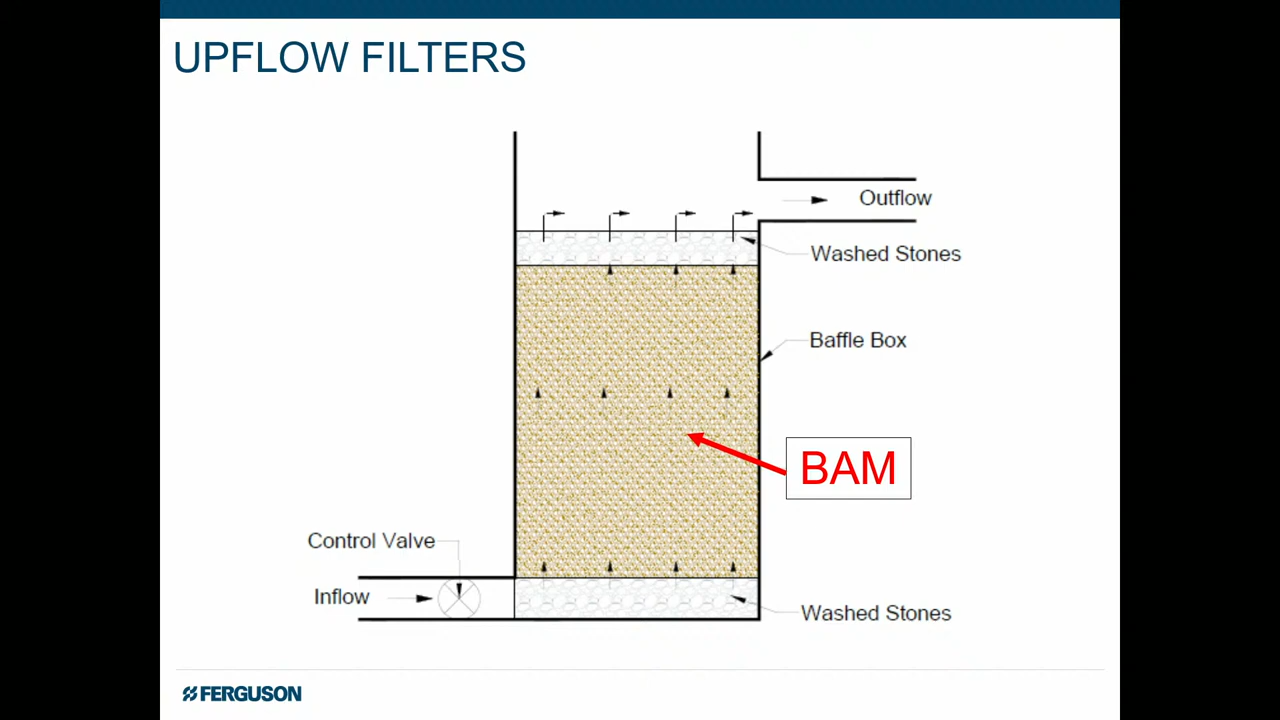 UPFLOW FILTERS
Outflow
Washed Stones
Baffle Box
BAM
Control Valve
Inflow
Washed Stones
FERGUSON